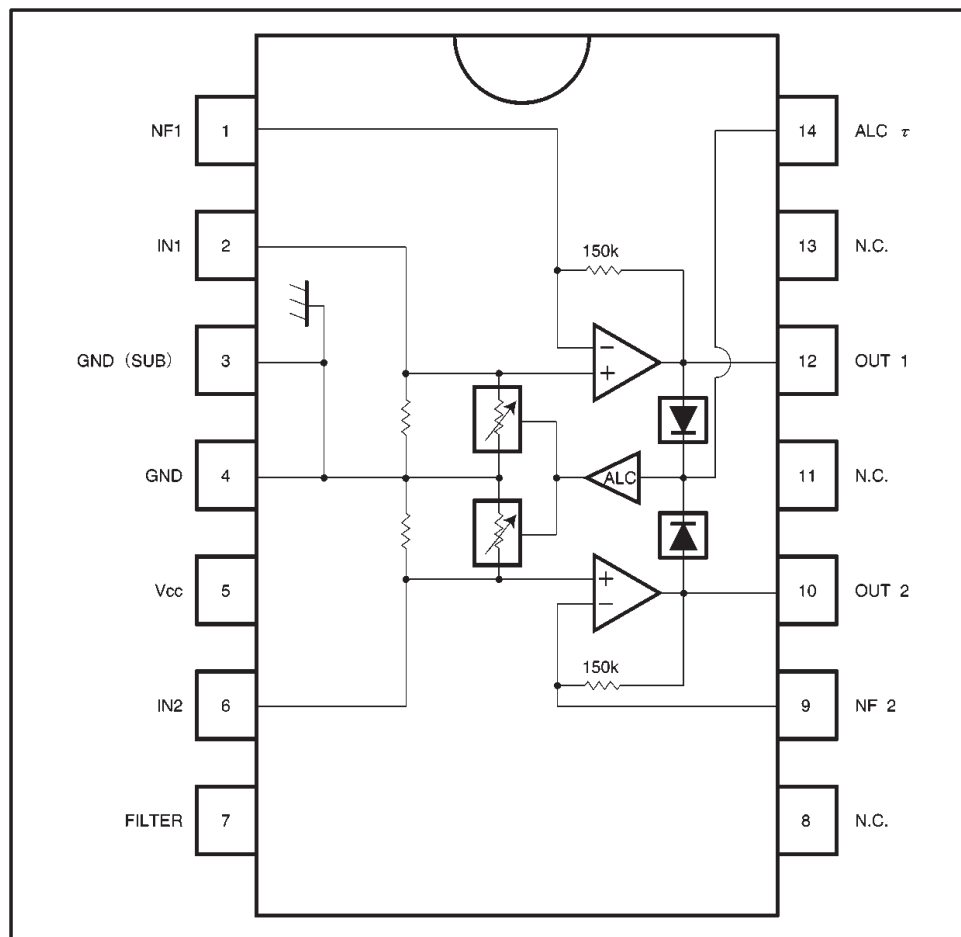 NF1
1
14
ALC τ
IN1
2
13
N.C.
150k
GND (SUB)
3
−
+
12
OUT 1
GND
4
ALC
11
N.C.
Vcc
5
+
−
10
OUT 2
150k
IN2
6
9
NF 2
FILTER
7
8
N.C.